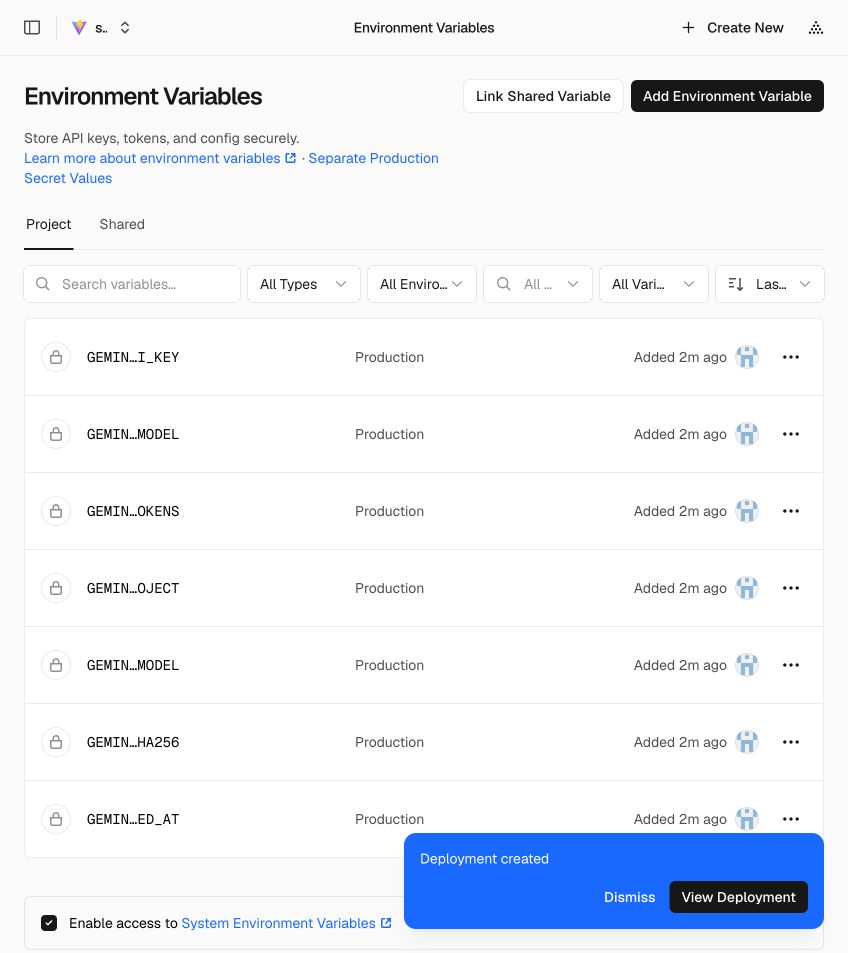 s..
Environment Variables
Create New
Environment Variables
Link Shared Variable
Add Environment Variable
Store API keys, tokens, and config securely.
Learn more about environment variables · Separate Production
Secret Values
Project Shared
Search variables...
All Types
All Enviro...
All ...
All Vari...
Las...
GEMIN…I_KEY Production Added 2m ago
GEMIN…MODEL Production Added 2m ago
GEMIN…OKENS Production Added 2m ago
GEMIN…OJECT Production Added 2m ago
GEMIN…MODEL Production Added 2m ago
GEMIN…HA256 Production Added 2m ago
GEMIN…ED_AT Production Added 2m ago
Deployment created
Dismiss View Deployment
Enable access to System Environment Variables